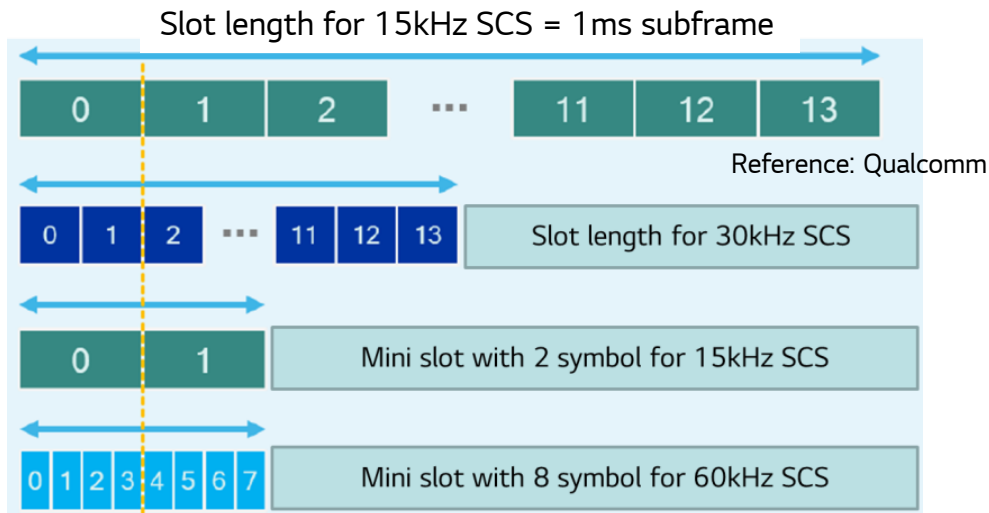 Slot length for 15kHz SCS = 1ms subframe
0 1 2 ... 11 12 13
Reference: Qualcomm
0 1 2 ... 11 12 13 Slot length for 30kHz SCS
0 1 Mini slot with 2 symbol for 15kHz SCS
0 1 2 3 4 5 6 7 Mini slot with 8 symbol for 60kHz SCS